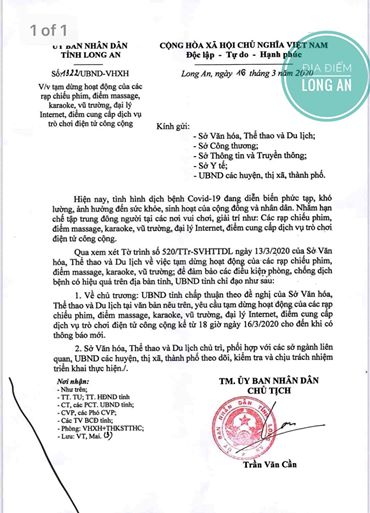 1 of 1
ỦY BAN NHÂN DÂN
TỈNH LONG AN
CỘNG HÒA XÃ HỘI CHỦ NGHĨA VIỆT NAM
Độc lập - Tự do - Hạnh phúc
ĐỊA ĐIỂM
LONG AN
Số:1322/UBND-VHXH
Long An, ngày 16 tháng 3 năm 2020
V/v tạm dừng hoạt động của các
rạp chiếu phim, điểm massage,
karaoke, vũ trường, đại lý
Internet, điểm cung cấp dịch vụ
trò chơi điện tử công cộng
Kính gửi:
- Sở Văn hóa, Thể thao và Du lịch;
- Sở Công thương;
- Sở Thông tin và Truyền thông;
- Sở Y tế;
- UBND các huyện, thị xã, thành phố.
Hiện nay, tình hình dịch bệnh Covid-19 đang diễn biến phức tạp, khó
lường, ảnh hưởng đến sức khỏe, sinh hoạt của cộng đồng và nhân dân. Nhằm hạn
chế tập trung đông người tại các nơi vui chơi, giải trí như: Các rạp chiếu phim,
điểm massage, karaoke, vũ trường, đại lý Internet, điểm cung cấp dịch vụ trò chơi
điện tử công cộng.
Qua xem xét Tờ trình số 520/TTr-SVHTTDL ngày 13/3/2020 của Sở Văn
hóa, Thể thao và Du lịch về việc tạm dừng hoạt động của các rạp chiếu phim,
điểm massage, karaoke, vũ trường; để đảm bảo các điều kiện phòng, chống dịch
bệnh có hiệu quả trên địa bàn tỉnh, UBND tỉnh chỉ đạo như sau:
1. Về chủ trương: UBND tỉnh chấp thuận theo đề nghị của Sở Văn hóa,
Thể thao và Du lịch tại văn bản nêu trên, yêu cầu tạm dừng hoạt động của các rạp
chiếu phim, điểm massage, karaoke, vũ trường, đại lý Internet, điểm cung cấp
dịch vụ trò chơi điện tử công cộng kể từ 18 giờ ngày 16/3/2020 cho đến khi có
thông báo mới.
2. Sở Văn hóa, Thể thao và Du lịch chủ trì, phối hợp với các sở ngành liên
quan, UBND các huyện, thị xã, thành phố theo dõi, kiểm tra và chịu trách nhiệm
triển khai thực hiện./.
Nơi nhận:
- Như trên;
- TT. TU; TT. HĐND tỉnh
- CT, các PCT. UBND tỉnh;
- CVP, các Phó CVP;
- Các TV BCĐ tỉnh;
- Phòng: VHXH+THKSTTHC;
- Lưu: VT, Mai.
TM. ỦY BAN NHÂN DÂN
CHỦ TỊCH
Trần Văn Cần